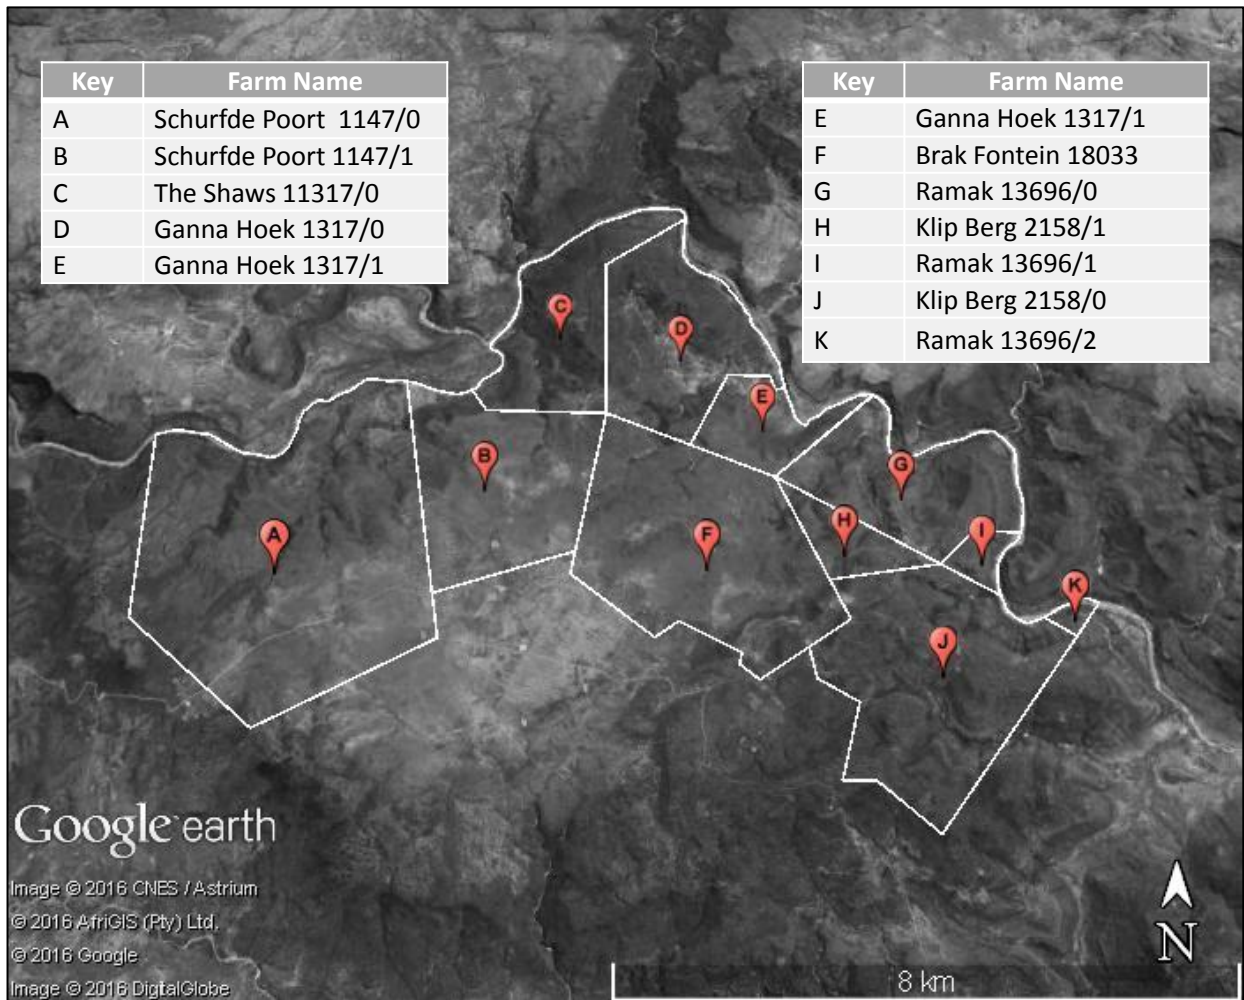 Key Farm Name
A Schurfde Poort 1147/0
B Schurfde Poort 1147/1
C The Shaws 11317/0
D Ganna Hoek 1317/0
E Ganna Hoek 1317/1
Key Farm Name
E Ganna Hoek 1317/1
F Brak Fontein 18033
G Ramak 13696/0
H Klip Berg 2158/1
I Ramak 13696/1
J Klip Berg 2158/0
K Ramak 13696/2
C
D
E
B
G
A
F
H
I
K
J
Google earth
Image © 2016 CNES / Astrium
© 2016 AfriGIS (Pty) Ltd.
© 2016 Google
Image © 2016 DigitalGlobe
N
8 km